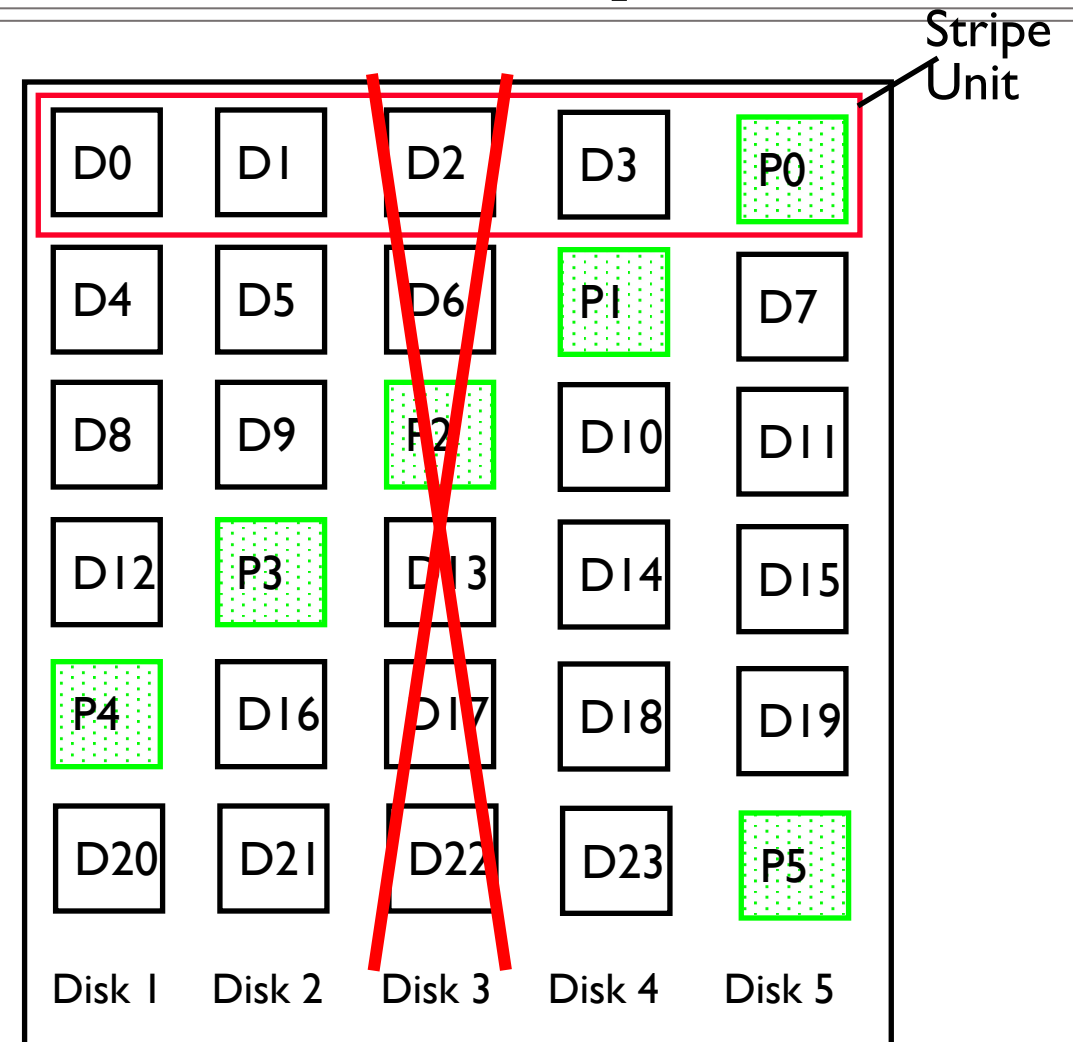 Stripe
Unit
D0 D1 D2 D3 P0
D4 D5 D6 P1 D7
D8 D9 P2 D10 D11
D12 P3 D13 D14 D15
P4 D16 D17 D18 D19
D20 D21 D22 D23 P5
Disk 1 Disk 2 Disk 3 Disk 4 Disk 5